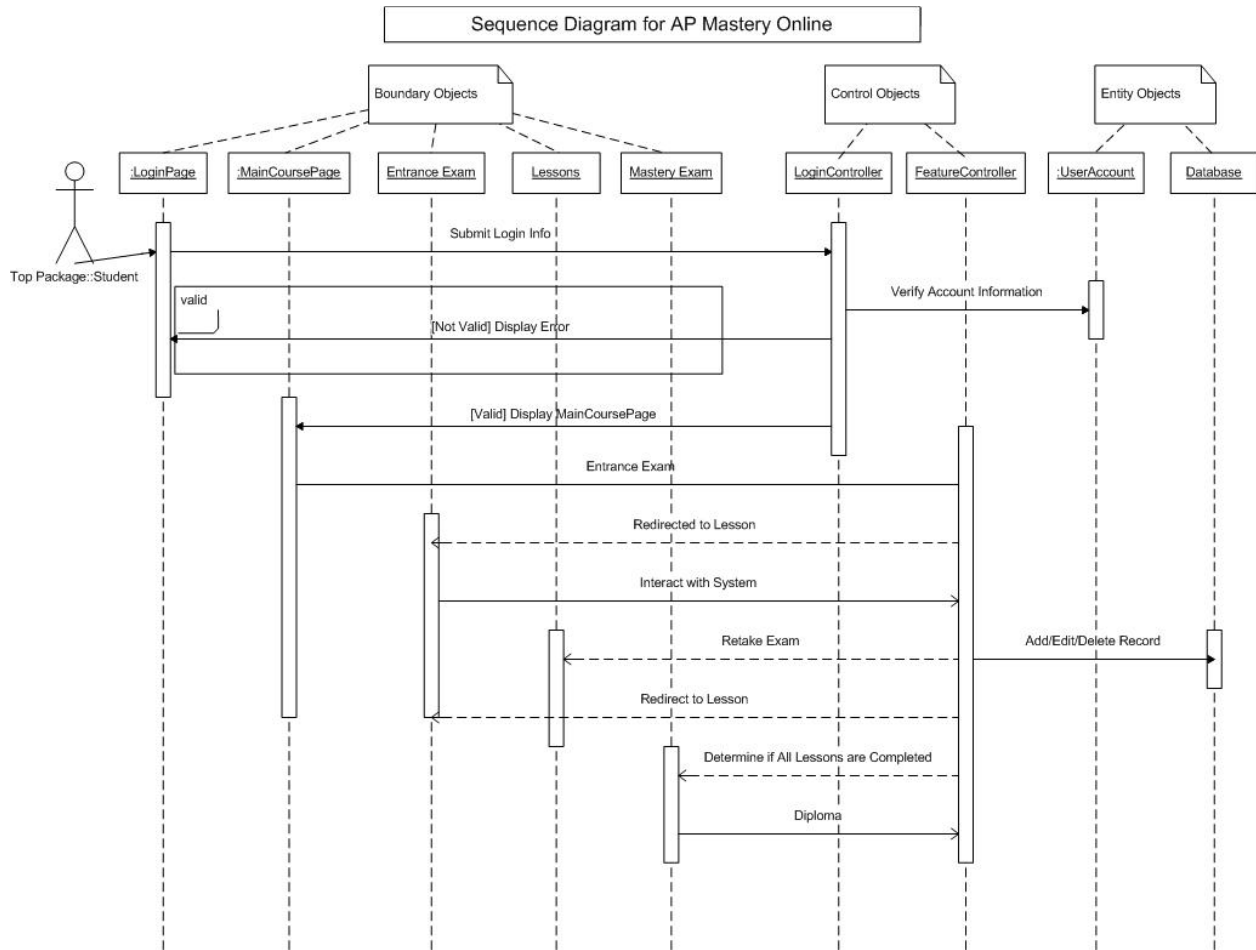 Sequence Diagram for AP Mastery Online
Boundary Objects
Control Objects
Entity Objects
:LoginPage
:MainCoursePage
Entrance Exam
Lessons
Mastery Exam
LoginController
FeatureController
:UserAccount
Database
Top Package::Student
Submit Login Info
Verify Account Information
valid
[Not Valid] Display Error
[Valid] Display MainCoursePage
Entrance Exam
Redirected to Lesson
Interact with System
Retake Exam
Add/Edit/Delete Record
Redirect to Lesson
Determine if All Lessons are Completed
Diploma